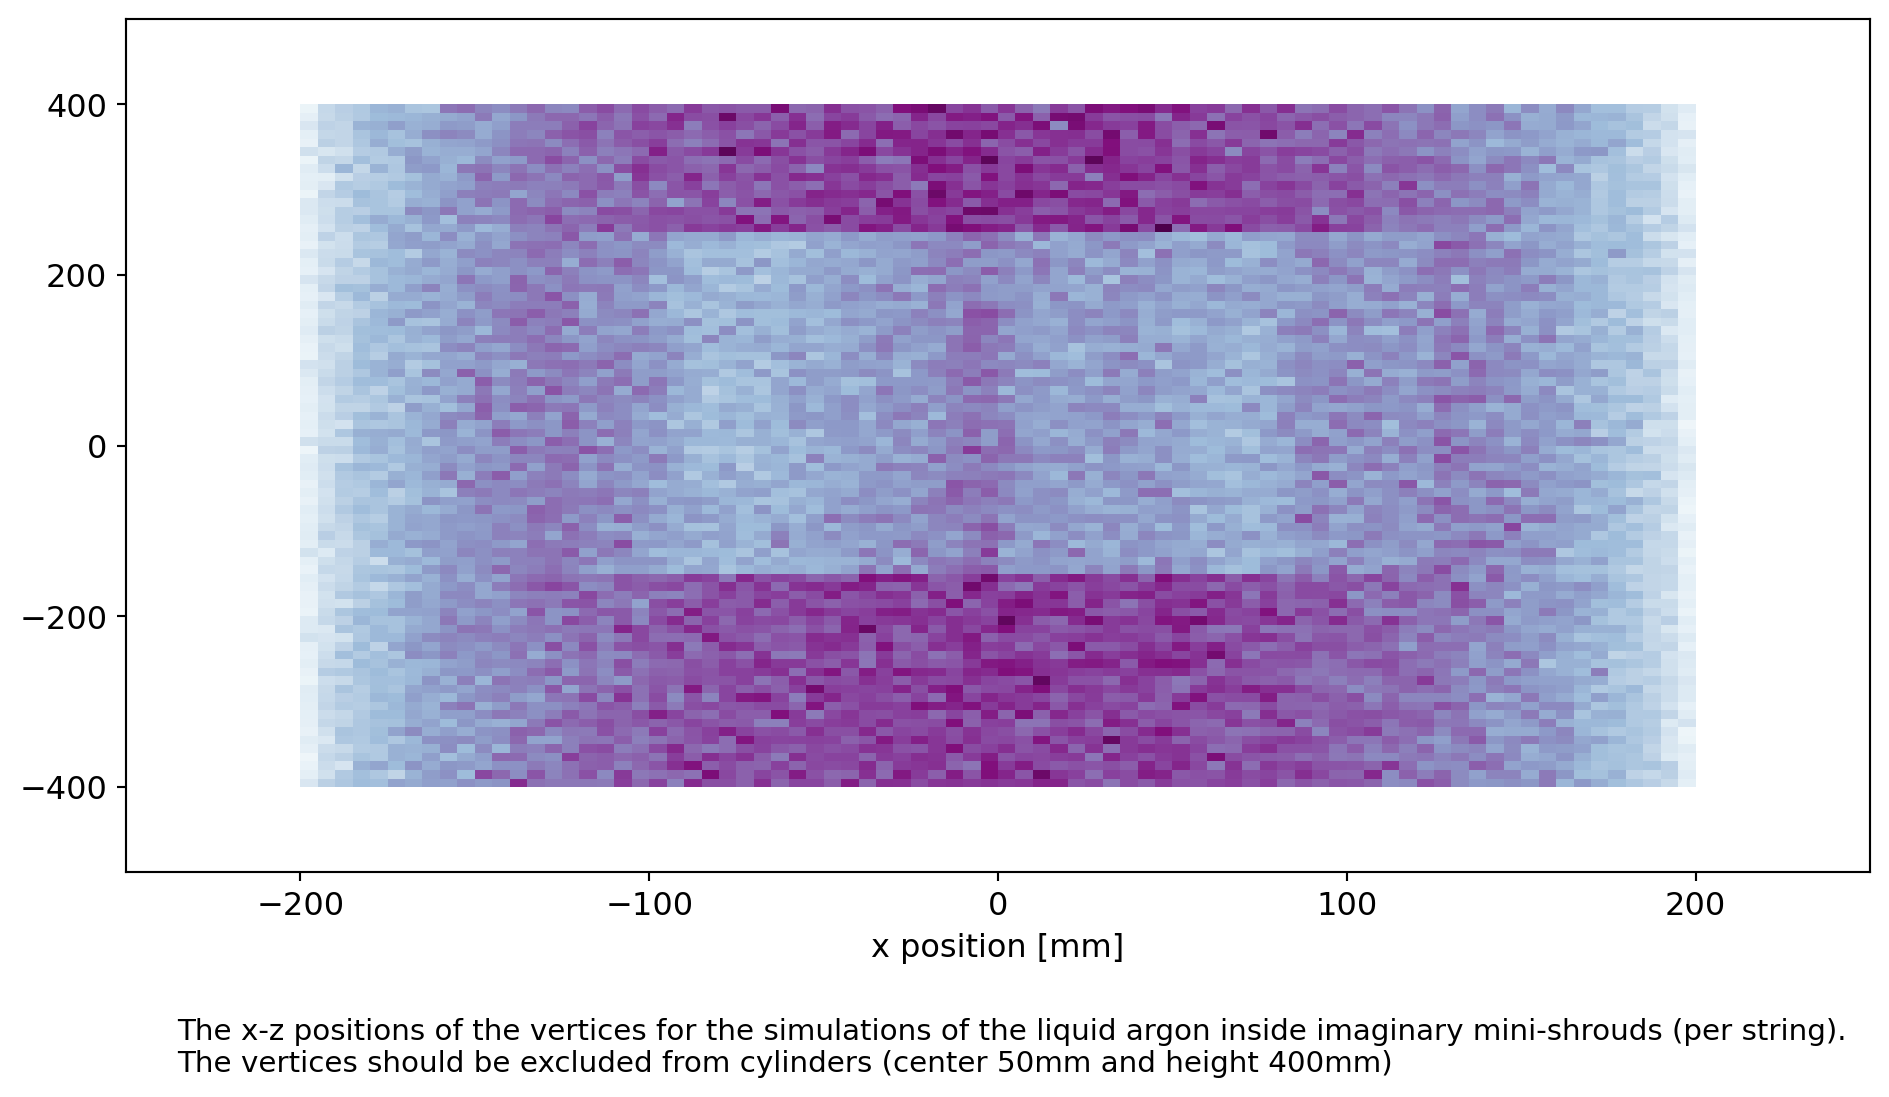 400
200
0
−200
−400
−200 −100 0 100 200
x position [mm]
The x-z positions of the vertices for the simulations of the liquid argon inside imaginary mini-shrouds (per string).
The vertices should be excluded from cylinders (center 50mm and height 400mm)